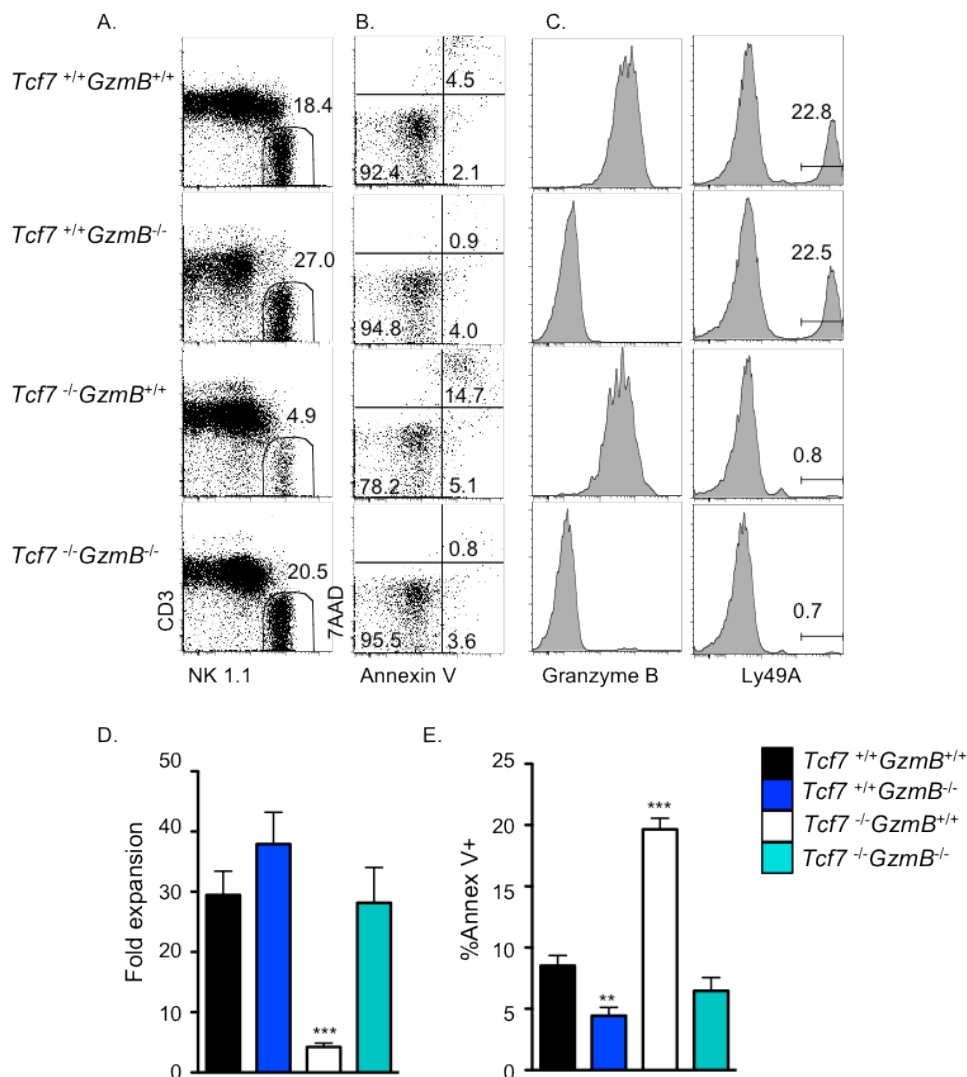 A. B. C.
Tcf7 +/+GzmB+/+
18.4
4.5
92.4 2.1
22.8
Tcf7 +/+GzmB-/-
27.0
0.9
94.8 4.0
22.5
Tcf7 -/-GzmB+/+
4.9
14.7
78.2 5.1
0.8
Tcf7 -/-GzmB-/-
20.5
0.8
95.5 3.6
0.7
CD3
7AAD
NK 1.1 Annexin V Granzyme B Ly49A
D.
50
40
30
20
10
0
Fold expansion
***
E.
25
20
15
10
5
0
%Annex V+
**
***
Tcf7 +/+GzmB+/+
Tcf7 +/+GzmB-/-
Tcf7 -/-GzmB+/+
Tcf7 -/-GzmB-/-